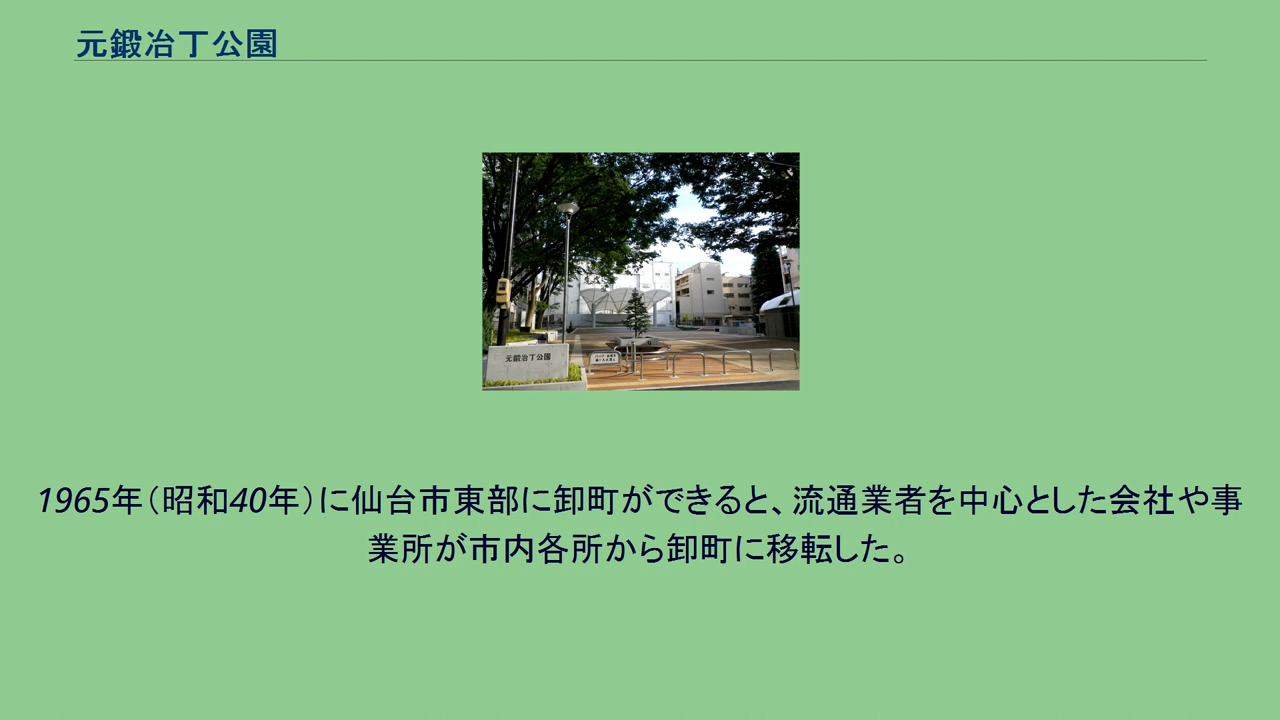 元鍛冶丁公園
元鍛冶丁公園
1965年（昭和40年）に仙台市東部に卸町ができると、流通業者を中心とした会社や事
業所が市内各所から卸町に移転した。